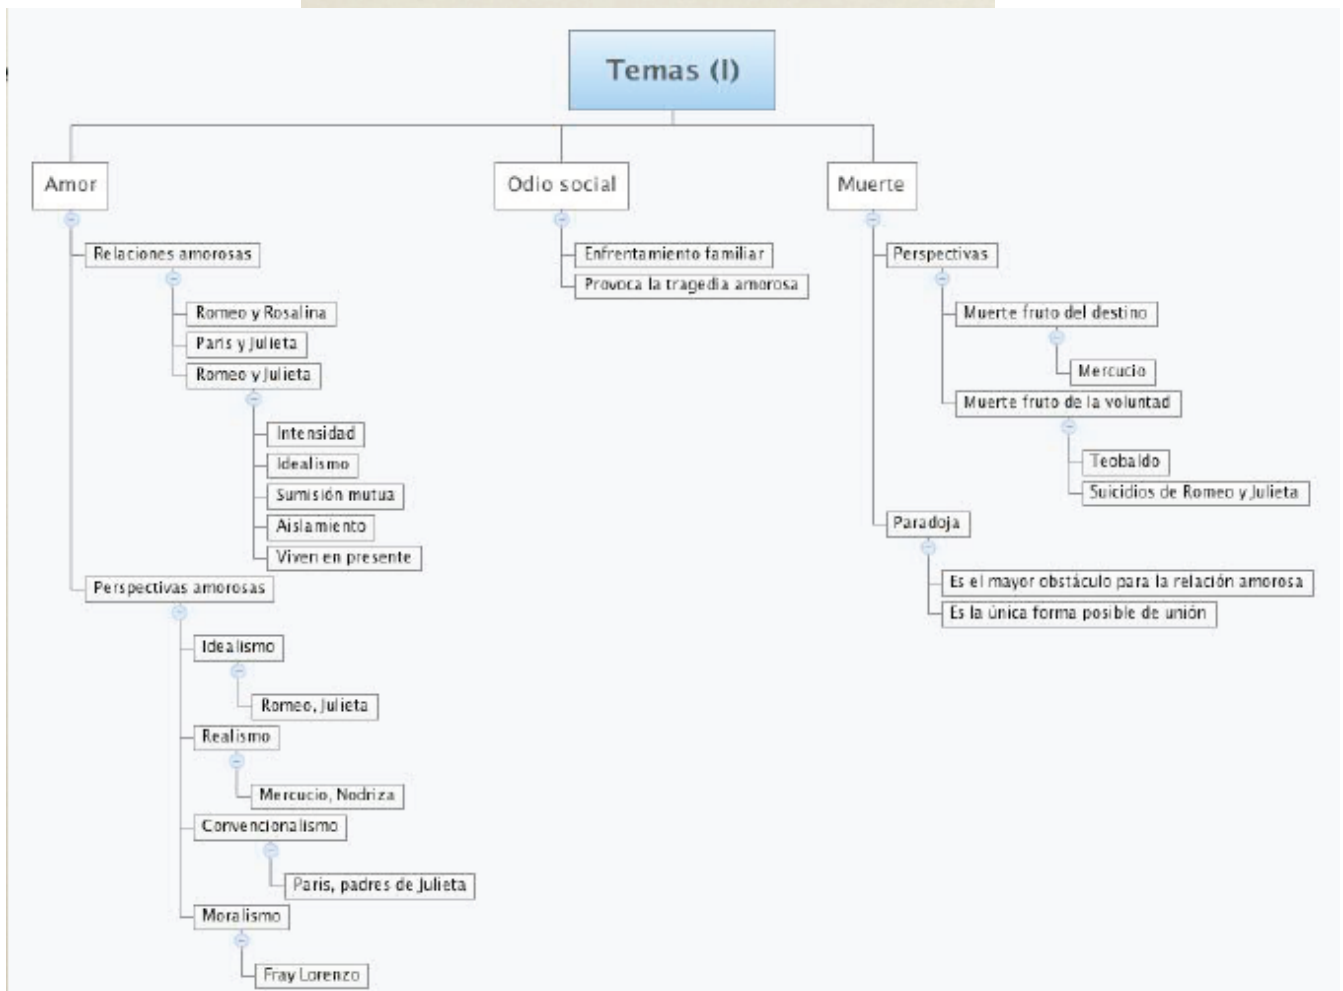 Temas (I)
Amor
Relaciones amorosas
Romeo y Rosalina
Paris y Julieta
Romeo y Julieta
Intensidad
Idealismo
Sumisión mutua
Aislamiento
Viven en presente
Perspectivas amorosas
Idealismo
Romeo, Julieta
Realismo
Mercucio, Nodriza
Convencionalismo
Paris, padres de Julieta
Moralismo
Fray Lorenzo
Odio social
Enfrentamiento familiar
Provoca la tragedia amorosa
Muerte
Perspectivas
Muerte fruto del destino
Mercucio
Muerte fruto de la voluntad
Teobaldo
Suicidios de Romeo y Julieta
Paradoja
Es el mayor obstáculo para la relación amorosa
Es la única forma posible de unión